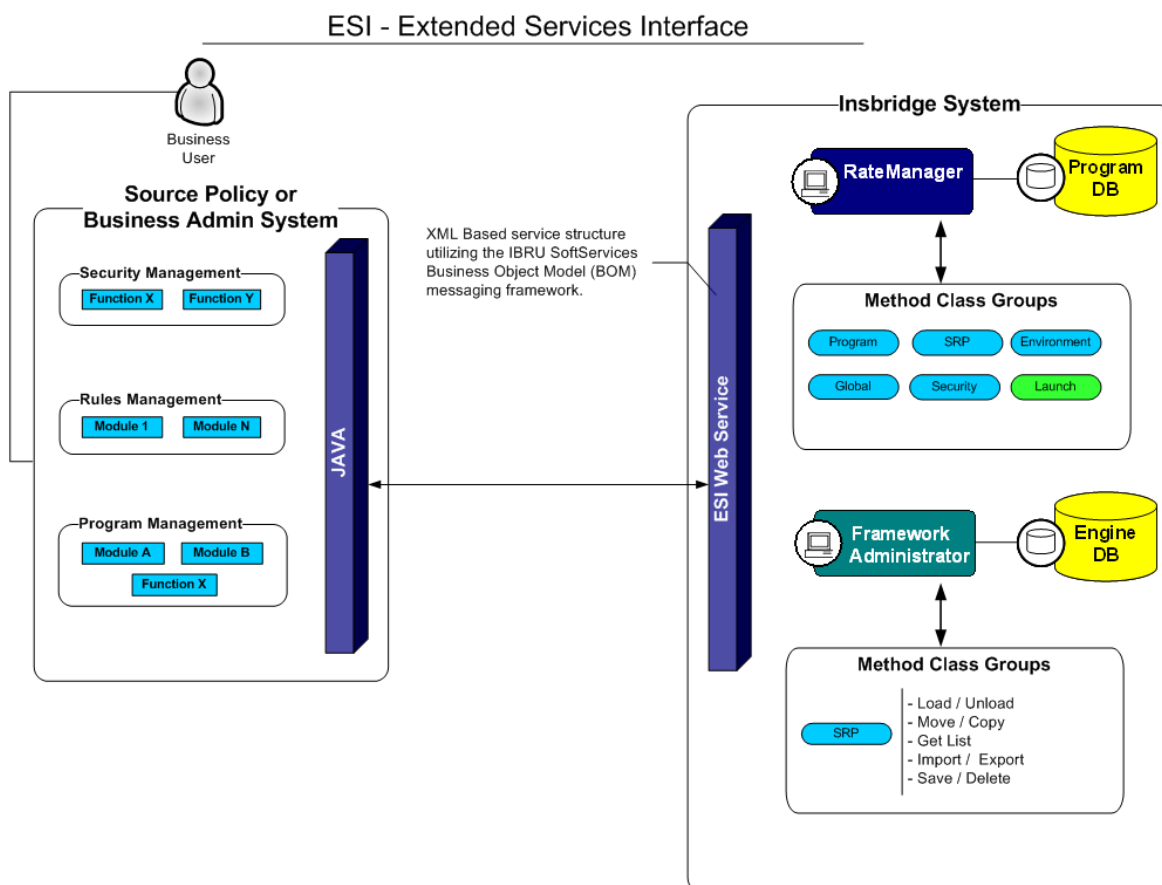 ESI - Extended Services Interface
Business
User
Source Policy or
Business Admin System
Security Management
Function X
Function Y
Rules Management
Module 1
Module N
Program Management
Module A
Module B
Function X
JAVA
XML Based service structure
utilizing the IBRU SoftServices
Business Object Model (BOM)
messaging framework.
ESI Web Service
Insbridge System
RateManager
Program
DB
Method Class Groups
Program
SRP
Environment
Global
Security
Launch
Framework
Administrator
Engine
DB
Method Class Groups
SRP
- Load / Unload
- Move / Copy
- Get List
- Import / Export
- Save / Delete